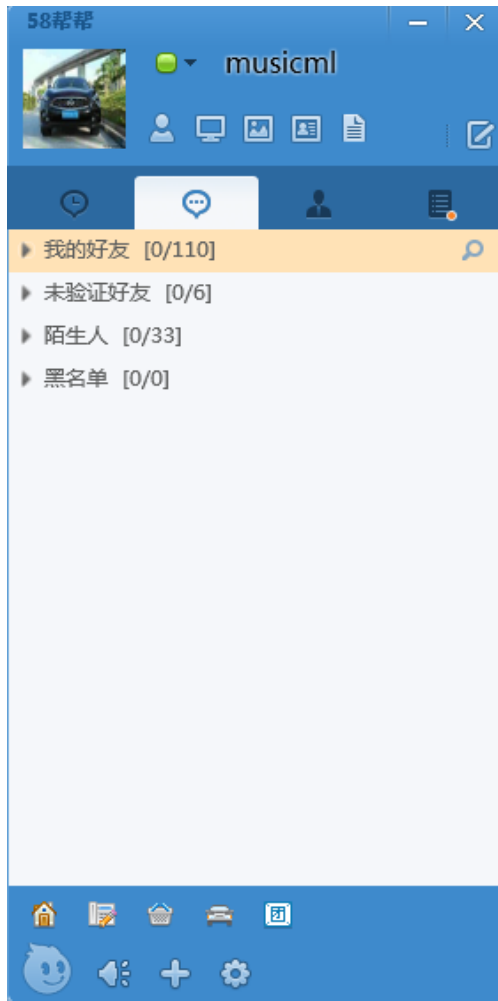 58帮帮
musicml
我的好友 [0/110]
未验证好友 [0/6]
陌生人 [0/33]
黑名单 [0/0]
团